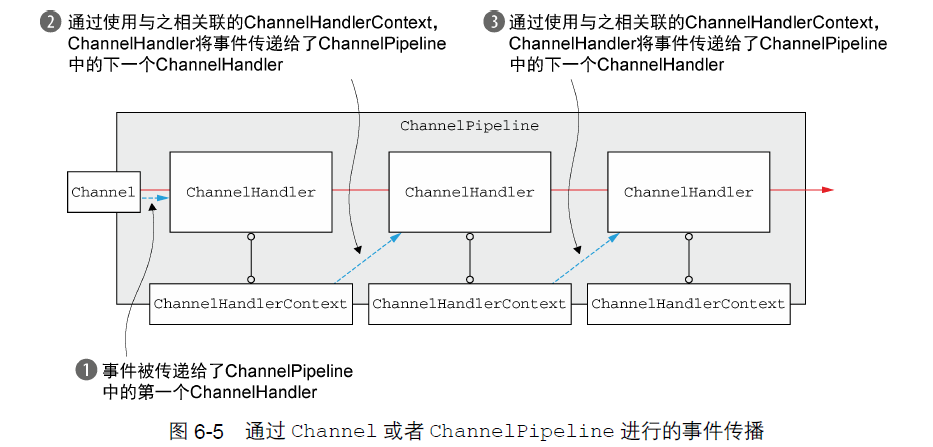 2 通过使用与之相关联的ChannelHandlerContext,
ChannelHandler将事件传递给了ChannelPipeline
中的下一个ChannelHandler
3 通过使用与之相关联的ChannelHandlerContext,
ChannelHandler将事件传递给了ChannelPipeline
中的下一个ChannelHandler
ChannelPipeline
Channel
ChannelHandler
ChannelHandler
ChannelHandler
ChannelHandlerContext
ChannelHandlerContext
ChannelHandlerContext
1 事件被传递给了ChannelPipeline
中的第一个ChannelHandler
图 6-5 通过 Channel 或者 ChannelPipeline 进行的事件传播